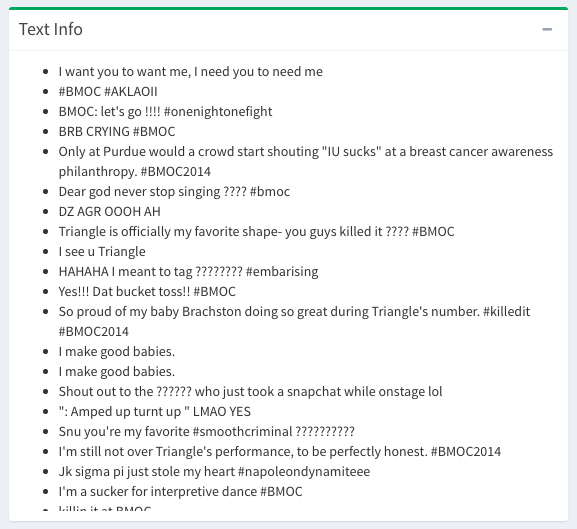 Text Info
I want you to want me, I need you to need me
#BMOC #AKLAOII
BMOC: let's go !!!! #onenightonefight
BRB CRYING #BMOC
Only at Purdue would a crowd start shouting "IU sucks" at a breast cancer awareness
philanthropy. #BMOC2014
Dear god never stop singing ???? #bmoc
DZ AGR OOOH AH
Triangle is officially my favorite shape- you guys killed it ???? #BMOC
I see u Triangle
HAHAHA I meant to tag ???????? #embarising
Yes!!! Dat bucket toss!! #BMOC
So proud of my baby Brachston doing so great during Triangle's number. #killedit
#BMOC2014
I make good babies.
I make good babies.
Shout out to the ?????? who just took a snapchat while onstage lol
": Amped up turnt up " LMAO YES
Snu you're my favorite #smoothcriminal ??????????
I'm still not over Triangle's performance, to be perfectly honest. #BMOC2014
Jk sigma pi just stole my heart #napoleondynamiteee
I'm a sucker for interpretive dance #BMOC
killin it at BMOC